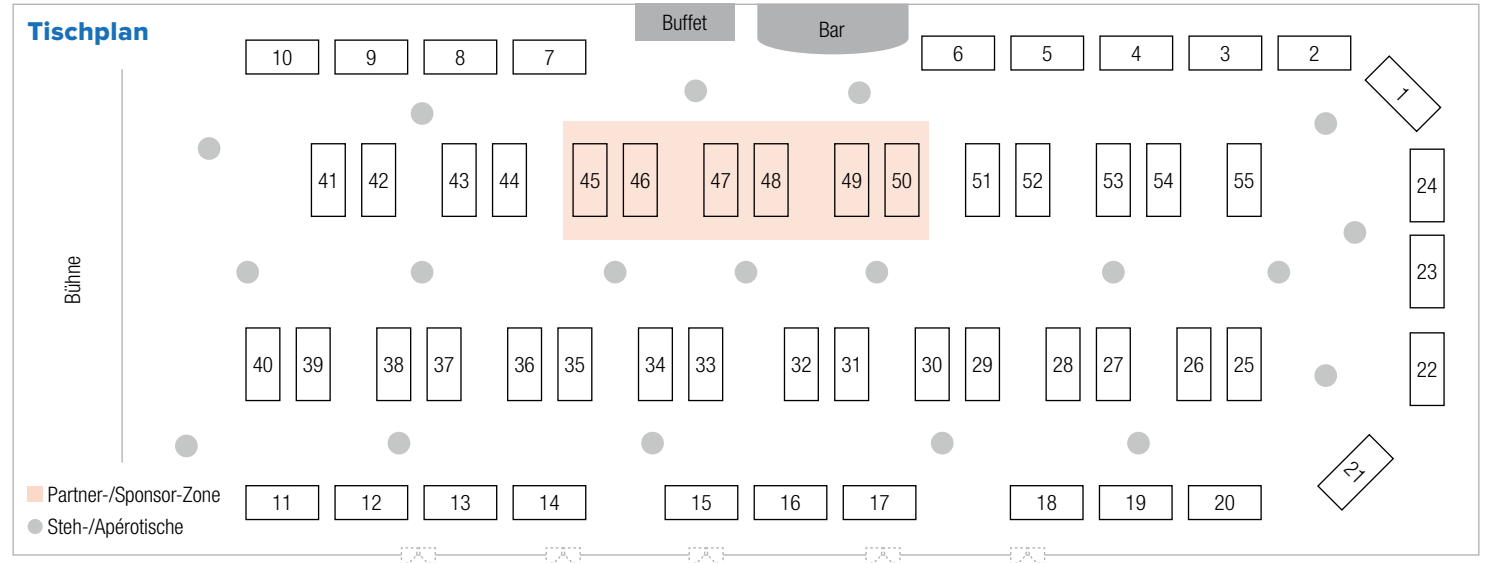 Tischplan
Buffet
Bar
10 9 8 7
6 5 4 3 2
1
41 42 43 44 45 46 47 48 49 50 51 52 53 54 55
24
23
22
Bühne
40 39 38 37 36 35 34 33 32 31 30 29 28 27 26 25
21
Partner-/Sponsor-Zone
Steh-/Apérotische
11 12 13 14 15 16 17 18 19 20